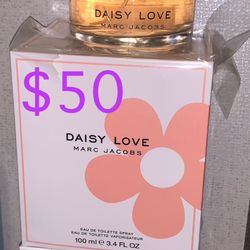 DAISY LOVE
MARC JACOBS
$50
DAISY LOVE
MARC JACOBS
EAU DE TOILETTE SPRAY
EAU DE TOILETTE VAPORISATEUR
100 ml ℮ 3.4 FL OZ